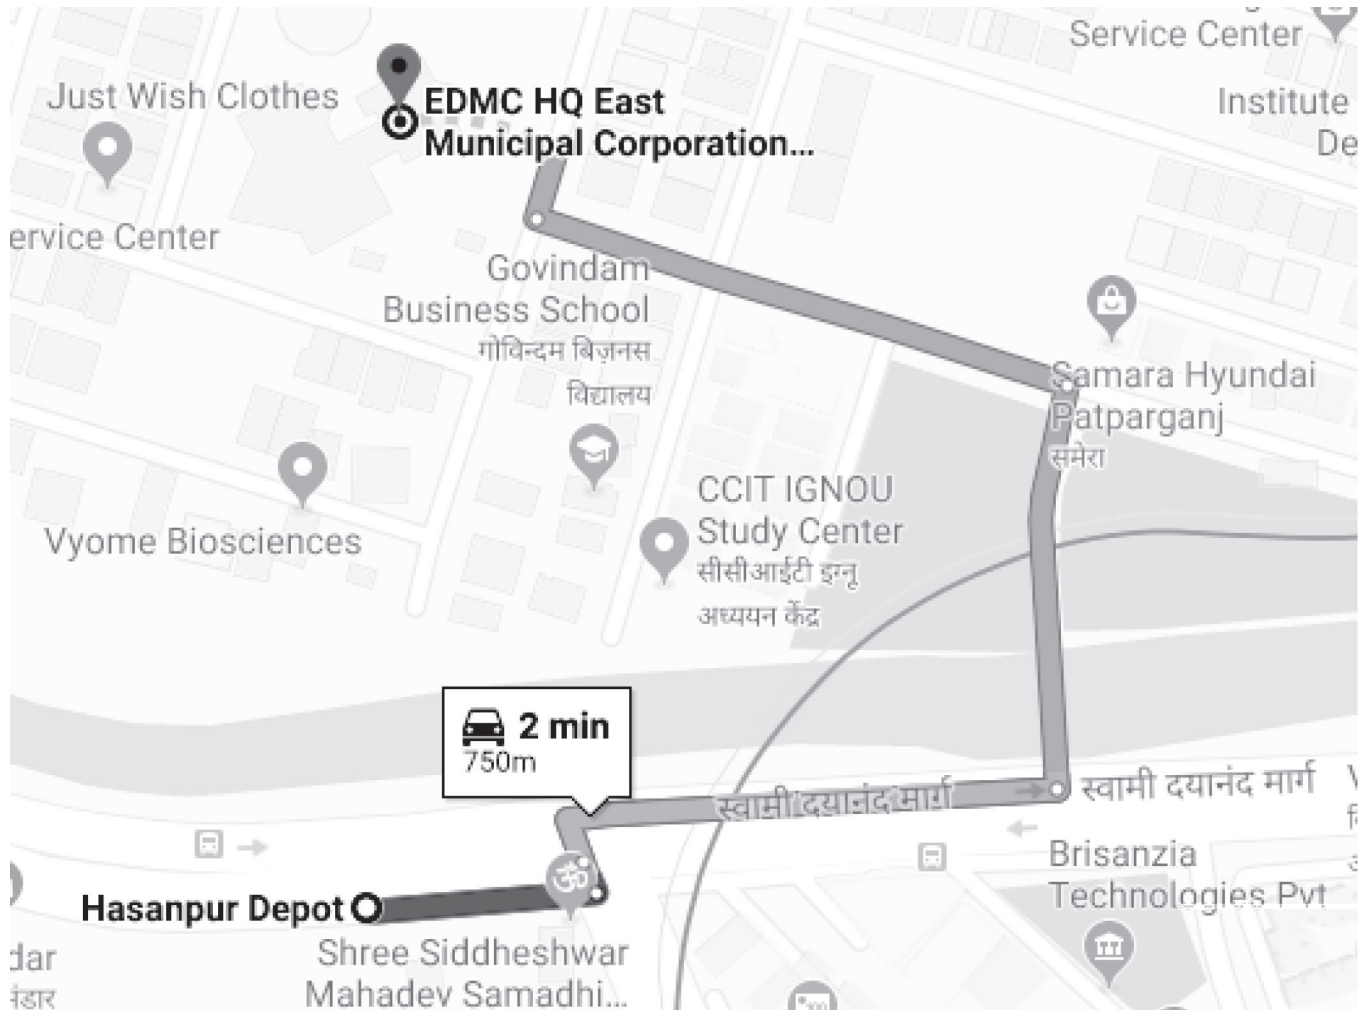 Service Center
Just Wish Clothes
EDMC HQ East
Municipal Corporation...
Institute
De
ervice Center
Govindam
Business School
गोविन्दम बिज़नस
विद्यालय
Samara Hyundai
Patparganj
समेरा
CCIT IGNOU
Study Center
सीसीआईटी इग्नू
अध्ययन केंद्र
Vyome Biosciences
2 min
750m
स्वामी दयानंद मार्ग
स्वामी दयानंद मार्ग
Brisanzia
Technologies Pvt
Hasanpur Depot
ॐ
Shree Siddheshwar
Mahadev Samadhi...
dar
100